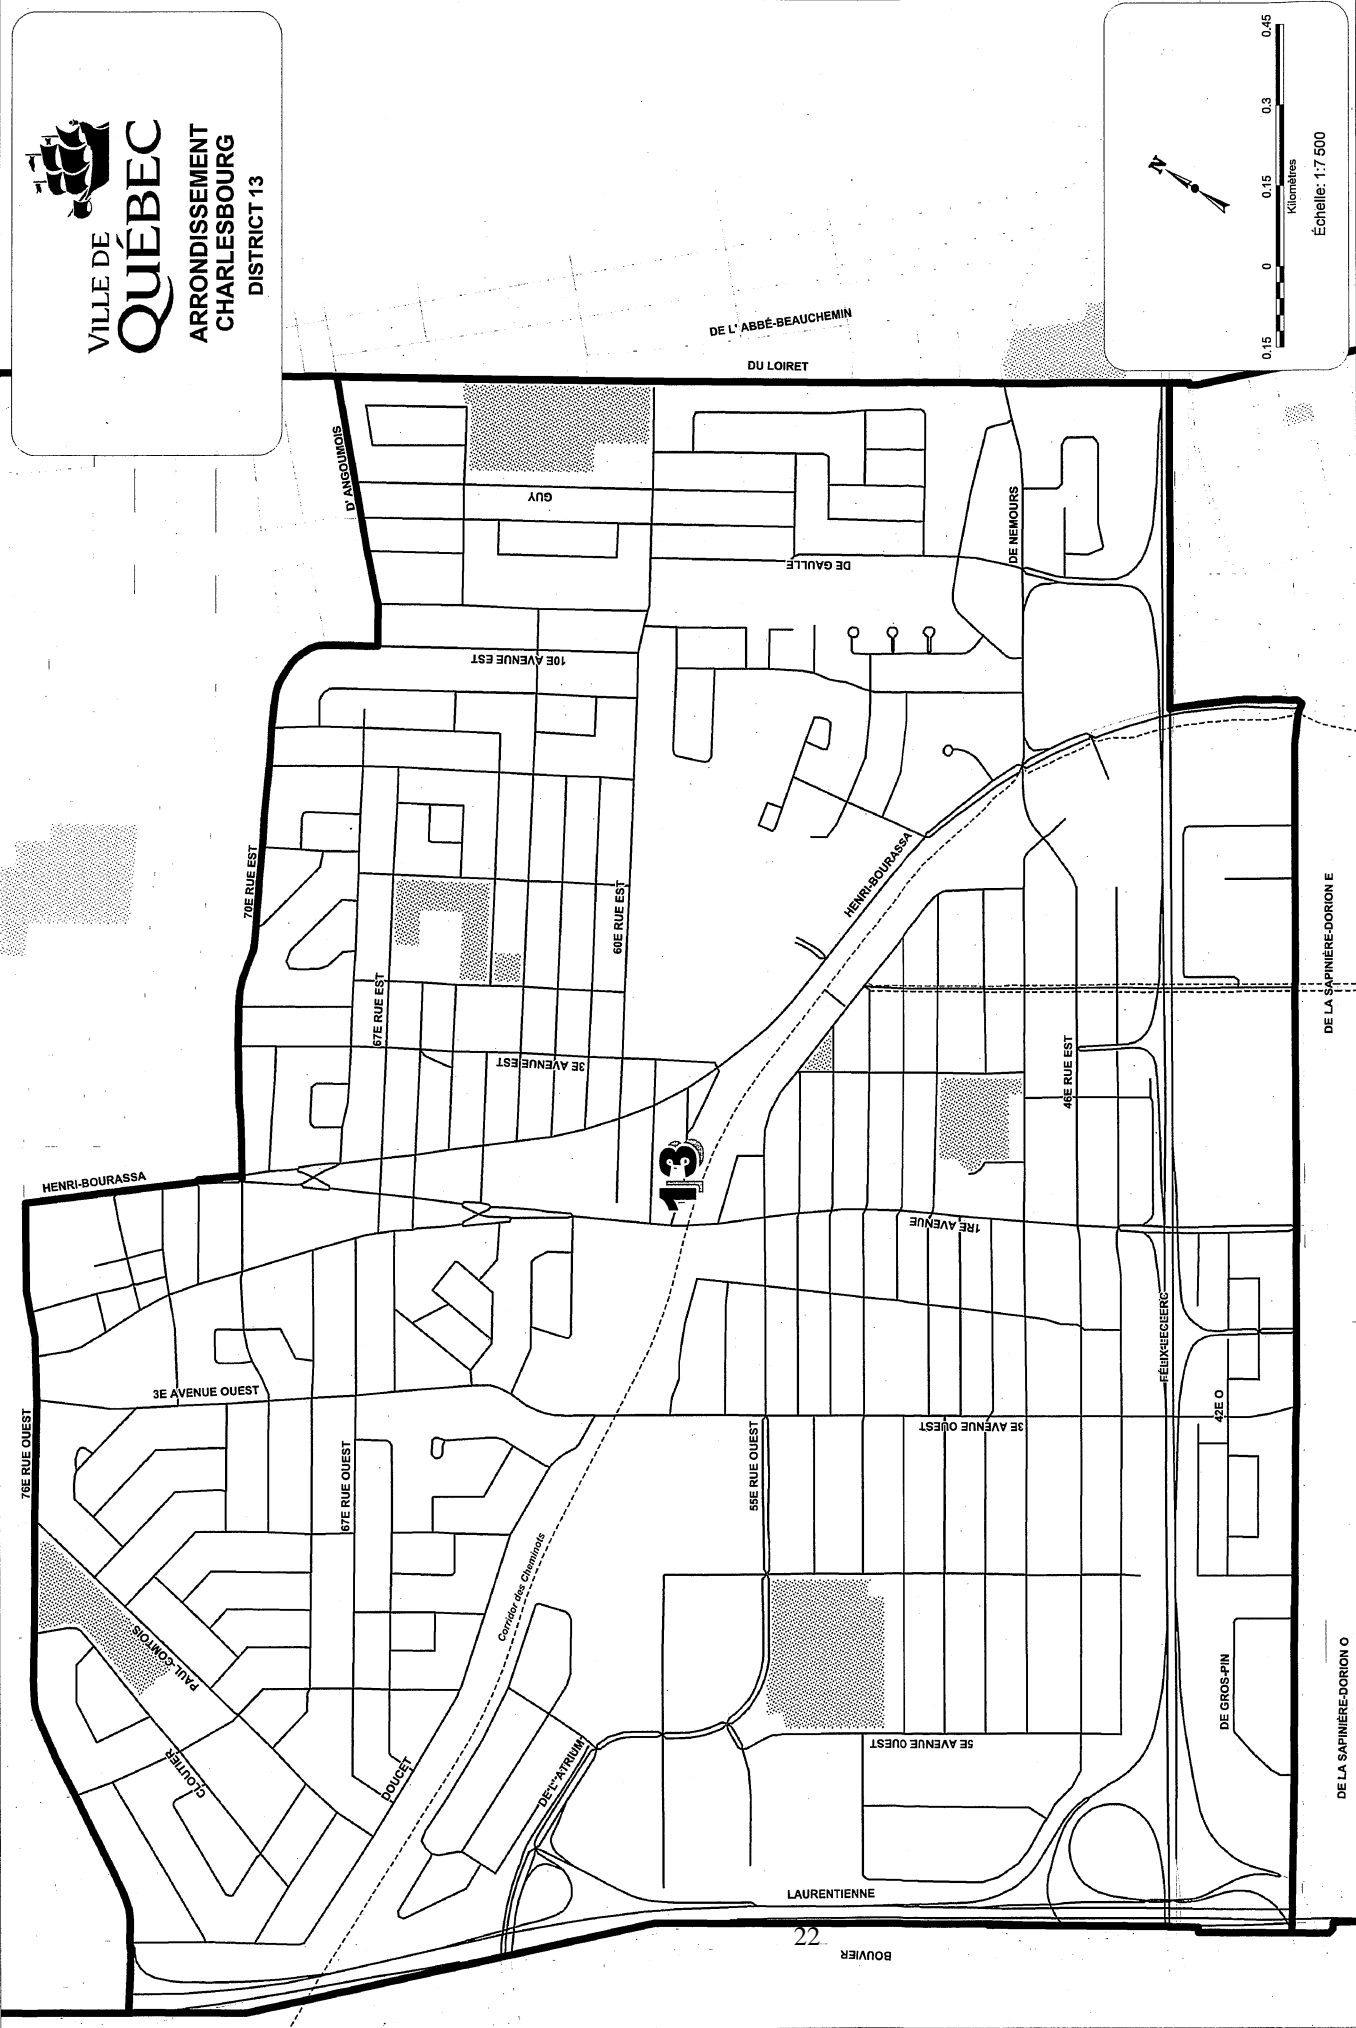 VILLE DE
QUÉBEC
ARRONDISSEMENT
CHARLESBOURG
DISTRICT 13
N
0.15 0 0.15 0.3 0.45
Kilomètres
Échelle: 1:7 500
DE L' ABBÉ-BEAUCHEMIN
DU LOIRET
D' ANGOUMOIS
GUY
DE NEMOURS
DE GAULLE
10E AVENUE EST
70E RUE EST
HENRI-BOURASSA
60E RUE EST
DE LA SAPINIÈRE-DORION E
67E RUE EST
3E AVENUE EST
46E RUE EST
13
HENRI-BOURASSA
1RE AVENUE
FÉLIX-LECLERC
3E AVENUE OUEST
42E O
76E RUE OUEST
67E RUE OUEST
55E RUE OUEST
3E AVENUE OUEST
Corridor des Cheminots
PAUL-COMTOIS
DE GROS-PIN
DE LA SAPINIÈRE-DORION O
CLOUTIER
DOUCET
DE L'ATRIUM
5E AVENUE OUEST
LAURENTIENNE
22
BOUVIER